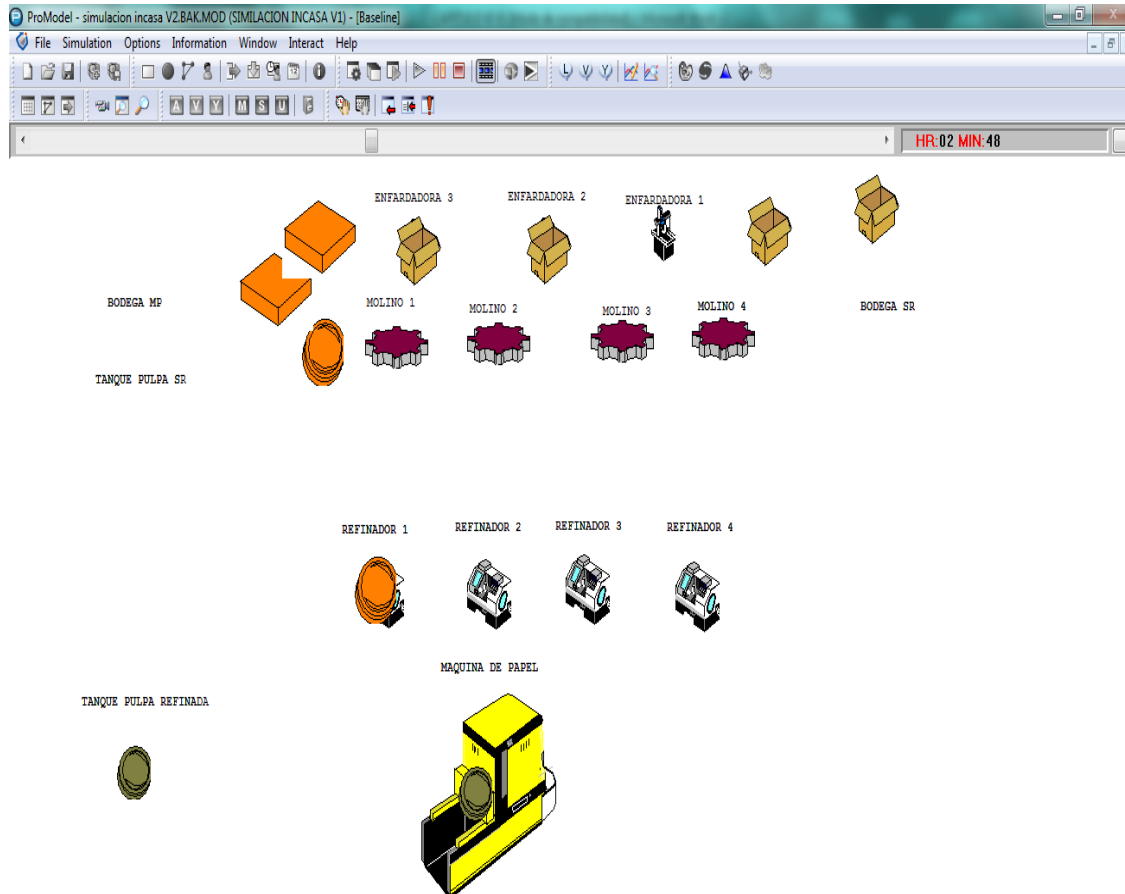 ProModel - simulacion incasa V2.BAK.MOD (SIMILACION INCASA V1) - [Baseline]
File Simulation Options Information Window Interact Help
A V Y M S U
HR:02 MIN:48
ENFARDADORA 3 ENFARDADORA 2 ENFARDADORA 1
BODEGA MP MOLINO 1 MOLINO 2 MOLINO 3 MOLINO 4 BODEGA SR
TANQUE PULPA SR
REFINADOR 1 REFINADOR 2 REFINADOR 3 REFINADOR 4
MAQUINA DE PAPEL
TANQUE PULPA REFINADA